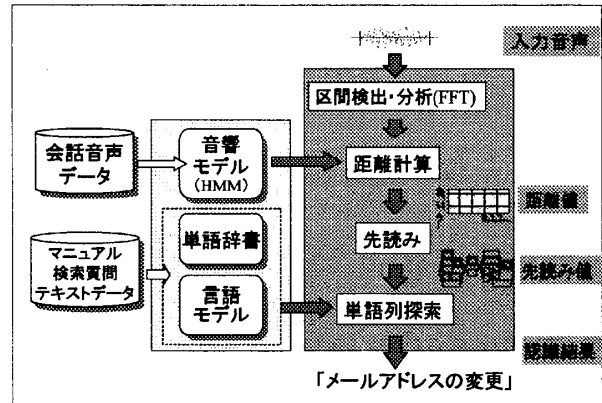 入力音声
区間検出・分析(FFT)
会話音声
データ
音響
モデル
(HMM)
距離計算
距離値
単語辞書
先読み
マニュアル
検索質問
テキストデータ
先読み値
言語
モデル
単語列探索
認識結果
「メールアドレスの変更」